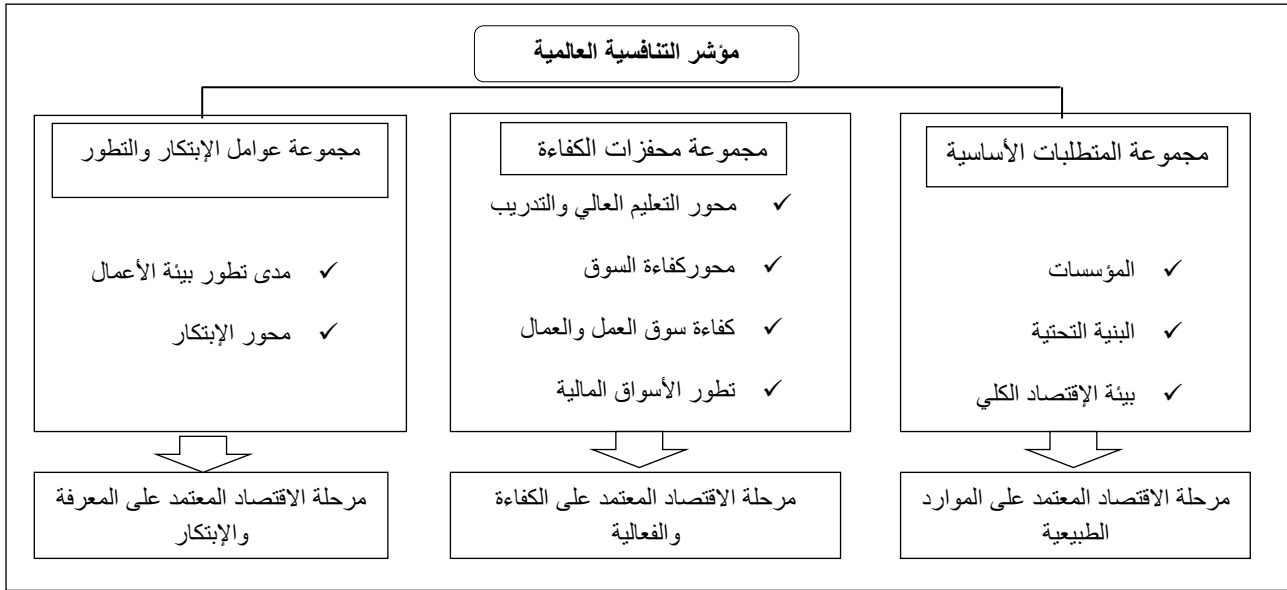 مؤشر التنافسية العالمية
مجموعة المتطلبات الأساسية
المؤسسات
البنية التحتية
بيئة الإقتصاد الكلي
مرحلة الاقتصاد المعتمد على الموارد
الطبيعية
مجموعة محفزات الكفاءة
محور التعليم العالي والتدريب
محوركفاءة السوق
كفاءة سوق العمل والعمال
تطور الأسواق المالية
مرحلة الاقتصاد المعتمد على الكفاءة
والفعالية
مجموعة عوامل الإبتكار والتطور
مدى تطور بيئة الأعمال
محور الإبتكار
مرحلة الاقتصاد المعتمد على المعرفة
والإبتكار